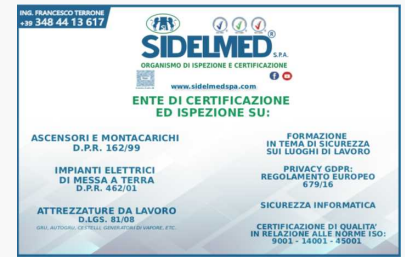 ING. FRANCESCO TERRONE
+39 348 44 13 617
SIDELMED® S.P.A.
ORGANISMO DI ISPEZIONE E CERTIFICAZIONE
www.sidelmedspa.com
ENTE DI CERTIFICAZIONE
ED ISPEZIONE SU:
ASCENSORI E MONTACARICHI
D.P.R. 162/99
IMPIANTI ELETTRICI
DI MESSA A TERRA
D.P.R. 462/01
ATTREZZATURE DA LAVORO
D.LGS. 81/08
GRU, AUTOGRU, CESTELLI, GENERATORI DI VAPORE, ETC.
FORMAZIONE
IN TEMA DI SICUREZZA
SUI LUOGHI DI LAVORO
PRIVACY GDPR:
REGOLAMENTO EUROPEO
679/16
SICUREZZA INFORMATICA
CERTIFICAZIONE DI QUALITA'
IN RELAZIONE ALLE NORME ISO:
9001 - 14001 - 45001